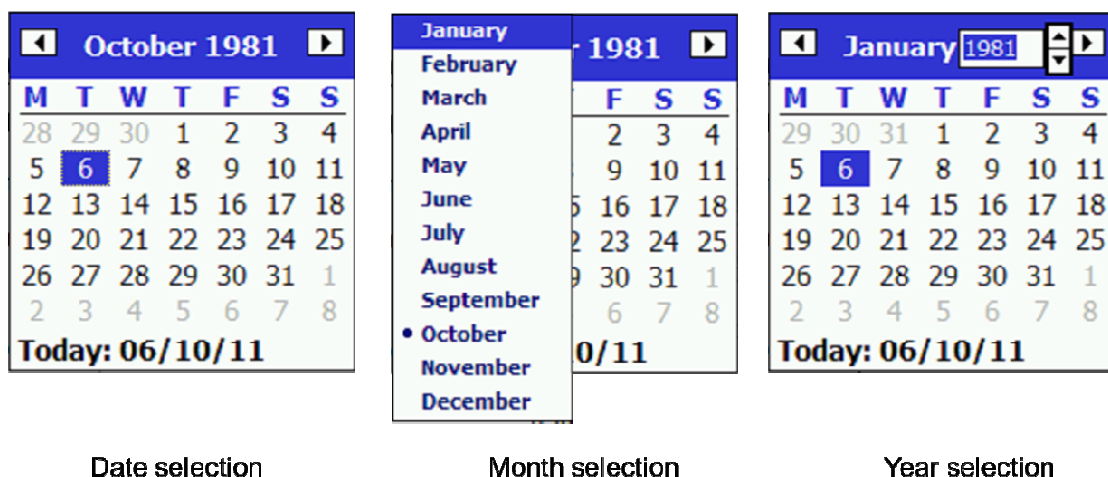 October 1981
M T W T F S S
28 29 30 1 2 3 4
5 6 7 8 9 10 11
12 13 14 15 16 17 18
19 20 21 22 23 24 25
26 27 28 29 30 31 1
2 3 4 5 6 7 8
Today: 06/10/11
Date selection
January
February
March
April
May
June
July
August
September
• October
November
December
1981
F S S
2 3 4
9 10 11
16 17 18
23 24 25
30 31 1
6 7 8
0/11
Month selection
January 1981
M T W T F S S
29 30 31 1 2 3 4
5 6 7 8 9 10 11
12 13 14 15 16 17 18
19 20 21 22 23 24 25
26 27 28 29 30 31 1
2 3 4 5 6 7 8
Today: 06/10/11
Year selection